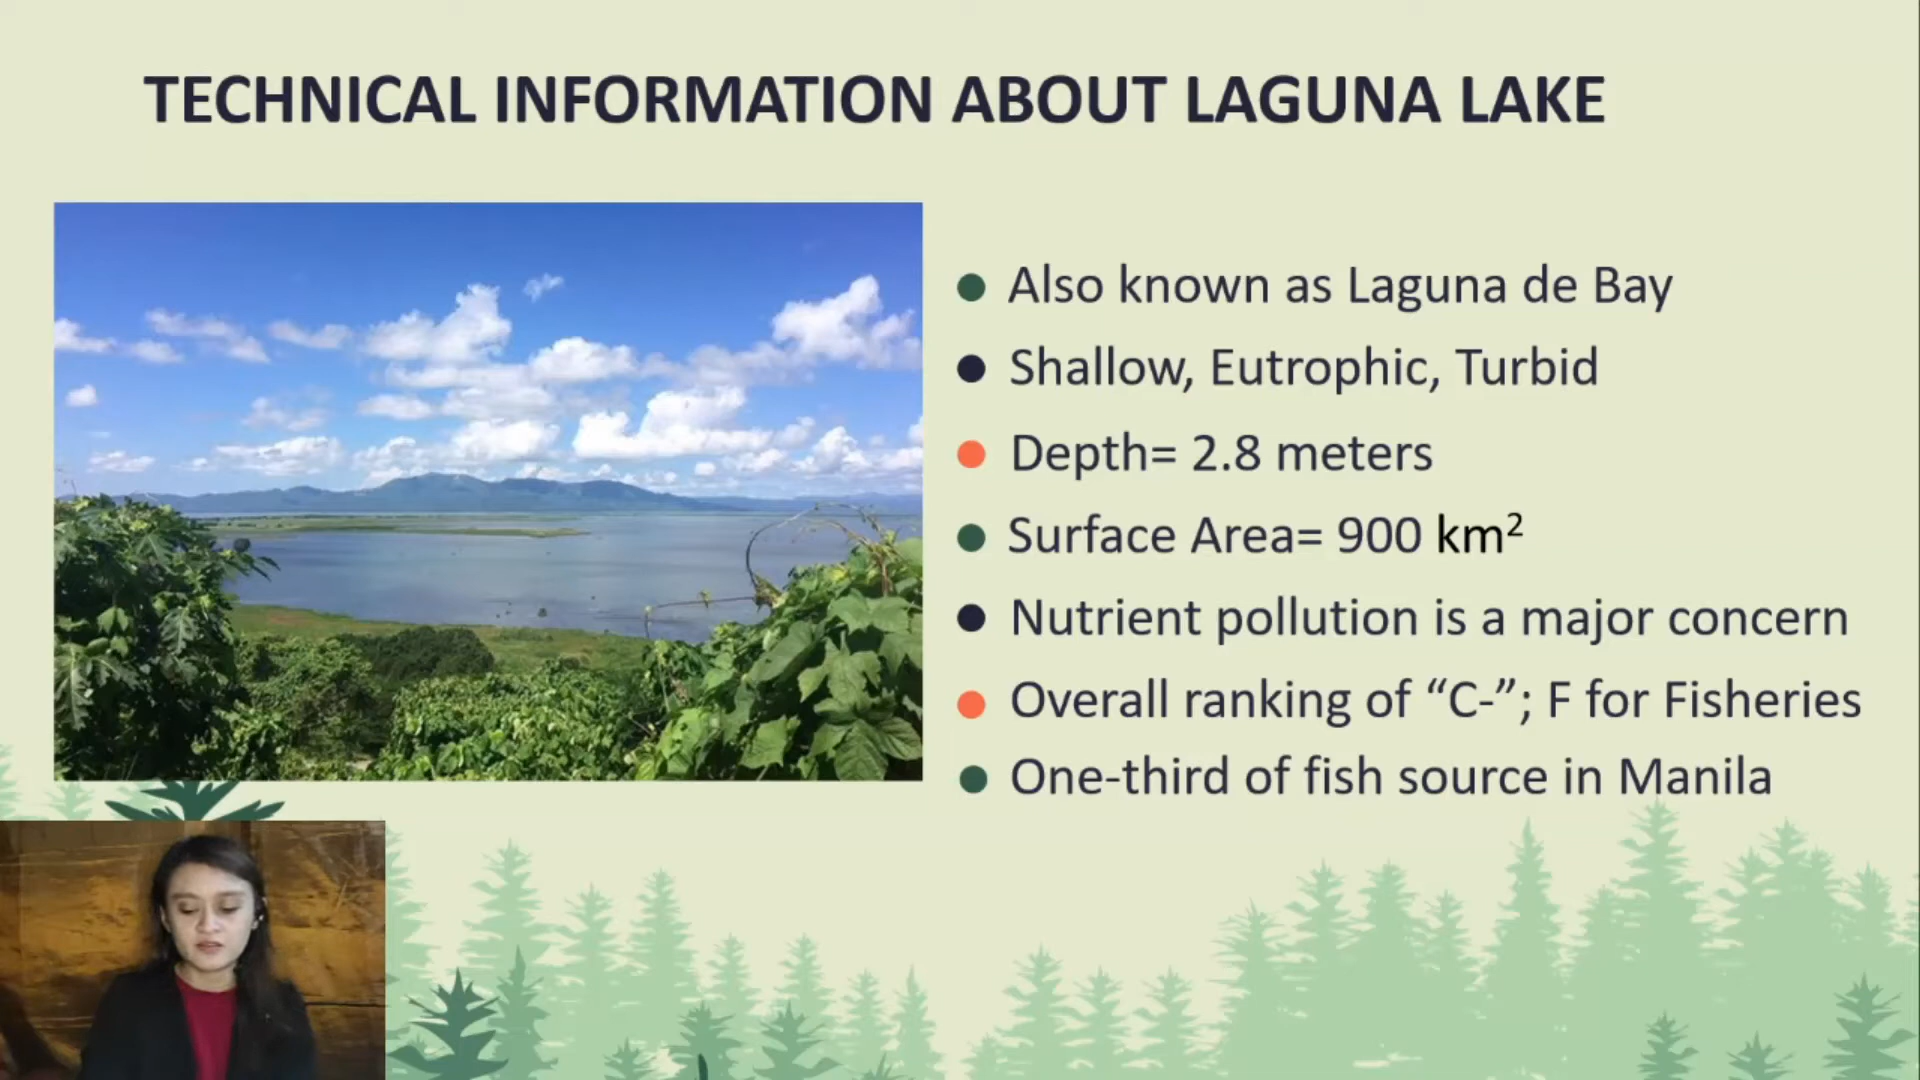 TECHNICAL INFORMATION ABOUT LAGUNA LAKE
Also known as Laguna de Bay
Shallow, Eutrophic, Turbid
Depth= 2.8 meters
Surface Area= 900 km²
Nutrient pollution is a major concern
Overall ranking of “C-”; F for Fisheries
One-third of fish source in Manila